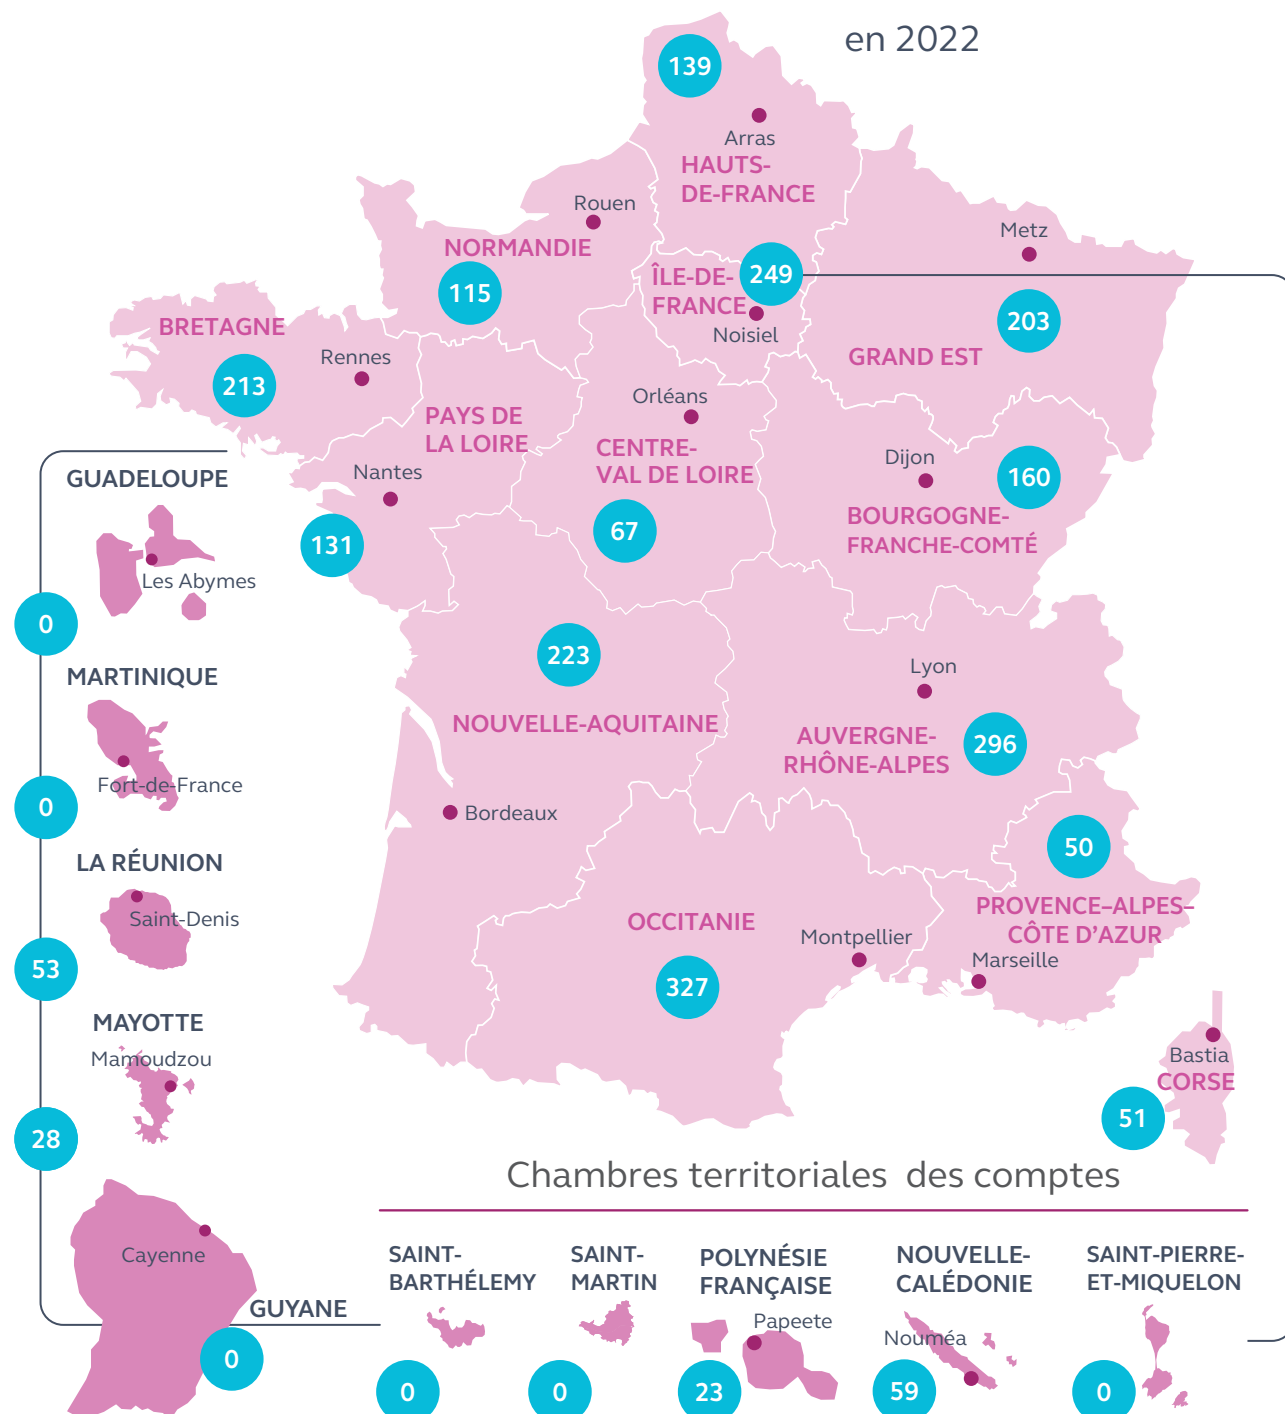 en 2022
139
Arras
HAUTS-
DE-FRANCE
Rouen
NORMANDIE
115
ÎLE-DE-
FRANCE
249
Noisiel
Metz
203
GRAND EST
BRETAGNE
Rennes
213
PAYS DE
LA LOIRE
Nantes
131
Orléans
CENTRE-
VAL DE LOIRE
67
Dijon
160
BOURGOGNE-
FRANCHE-COMTÉ
223
NOUVELLE-AQUITAINE
Bordeaux
Lyon
AUVERGNE-
RHÔNE-ALPES
296
50
PROVENCE–ALPES–
CÔTE D’AZUR
Marseille
OCCITANIE
Montpellier
327
Bastia
CORSE
51
GUADELOUPE
Les Abymes
0
MARTINIQUE
Fort-de-France
0
LA RÉUNION
Saint-Denis
53
MAYOTTE
Mamoudzou
28
Cayenne
GUYANE
0
Chambres territoriales des comptes
SAINT-
BARTHÉLEMY
0
SAINT-
MARTIN
0
POLYNÉSIE
FRANÇAISE
Papeete
23
NOUVELLE-
CALÉDONIE
Nouméa
59
SAINT-PIERRE-
ET-MIQUELON
0